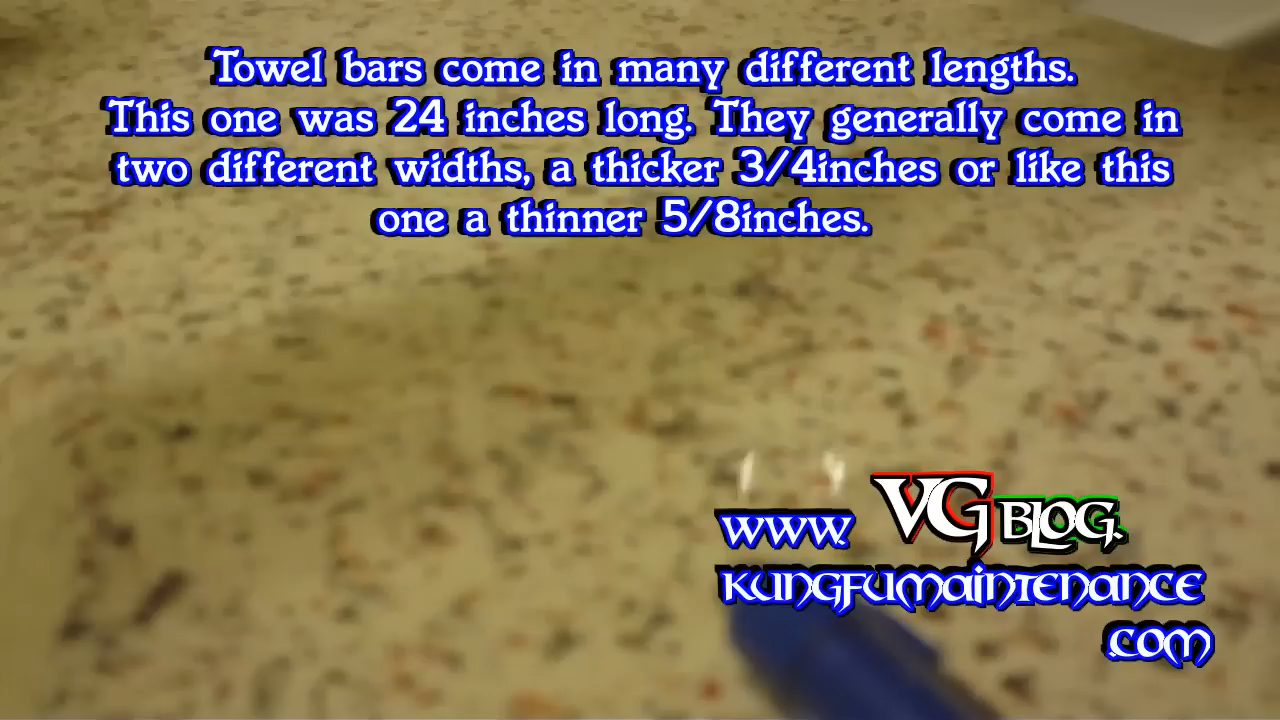 Towel bars come in many different lengths.
This one was 24 inches long. They generally come in
two different widths, a thicker 3/4inches or like this
one a thinner 5/8inches.
www. VG BLOG.
KUNGFUMAINTENANCE
.COM